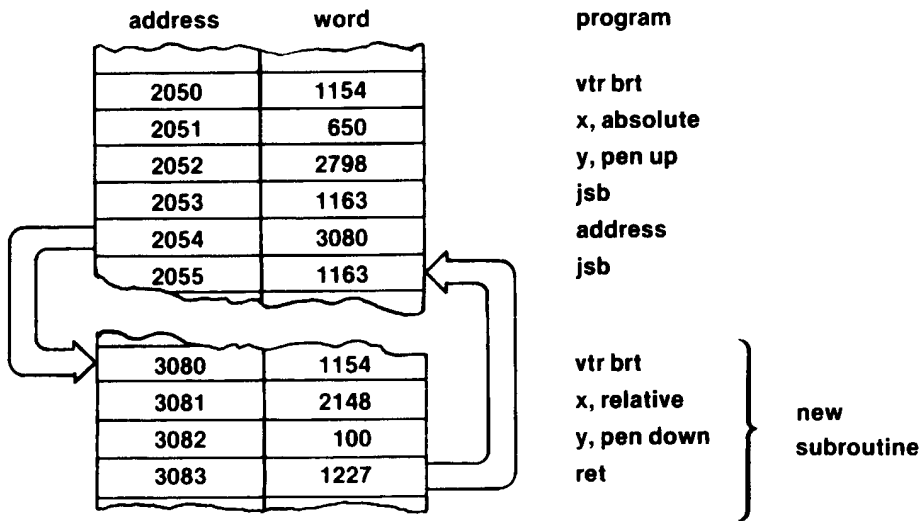 address word program
2050 1154 vtr brt
2051 650 x, absolute
2052 2798 y, pen up
2053 1163 jsb
2054 3080 address
2055 1163 jsb
3080 1154 vtr brt
3081 2148 x, relative
3082 100 y, pen down
3083 1227 ret
new
subroutine